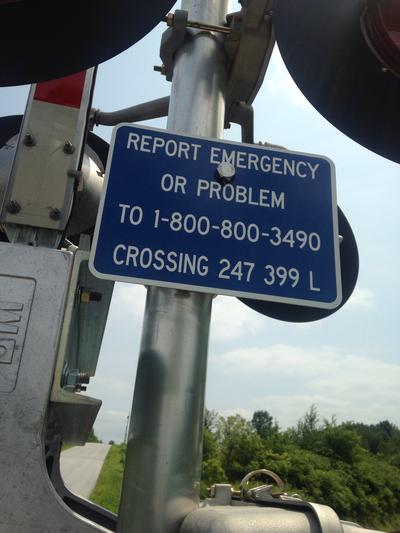 REPORT EMERGENCY
OR PROBLEM
TO 1-800-800-3490
CROSSING 247 399 L